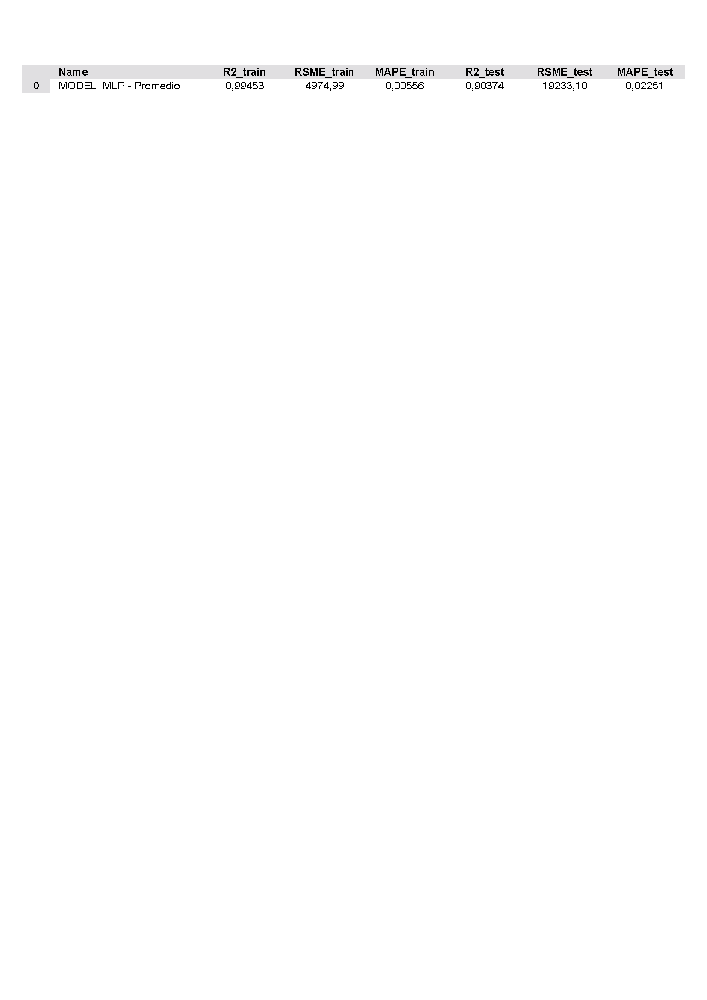 Name R2_train RSME_train MAPE_train R2_test RSME_test MAPE_test
0 MODEL_MLP - Promedio 0,99453 4974,99 0,00556 0,90374 19233,10 0,02251